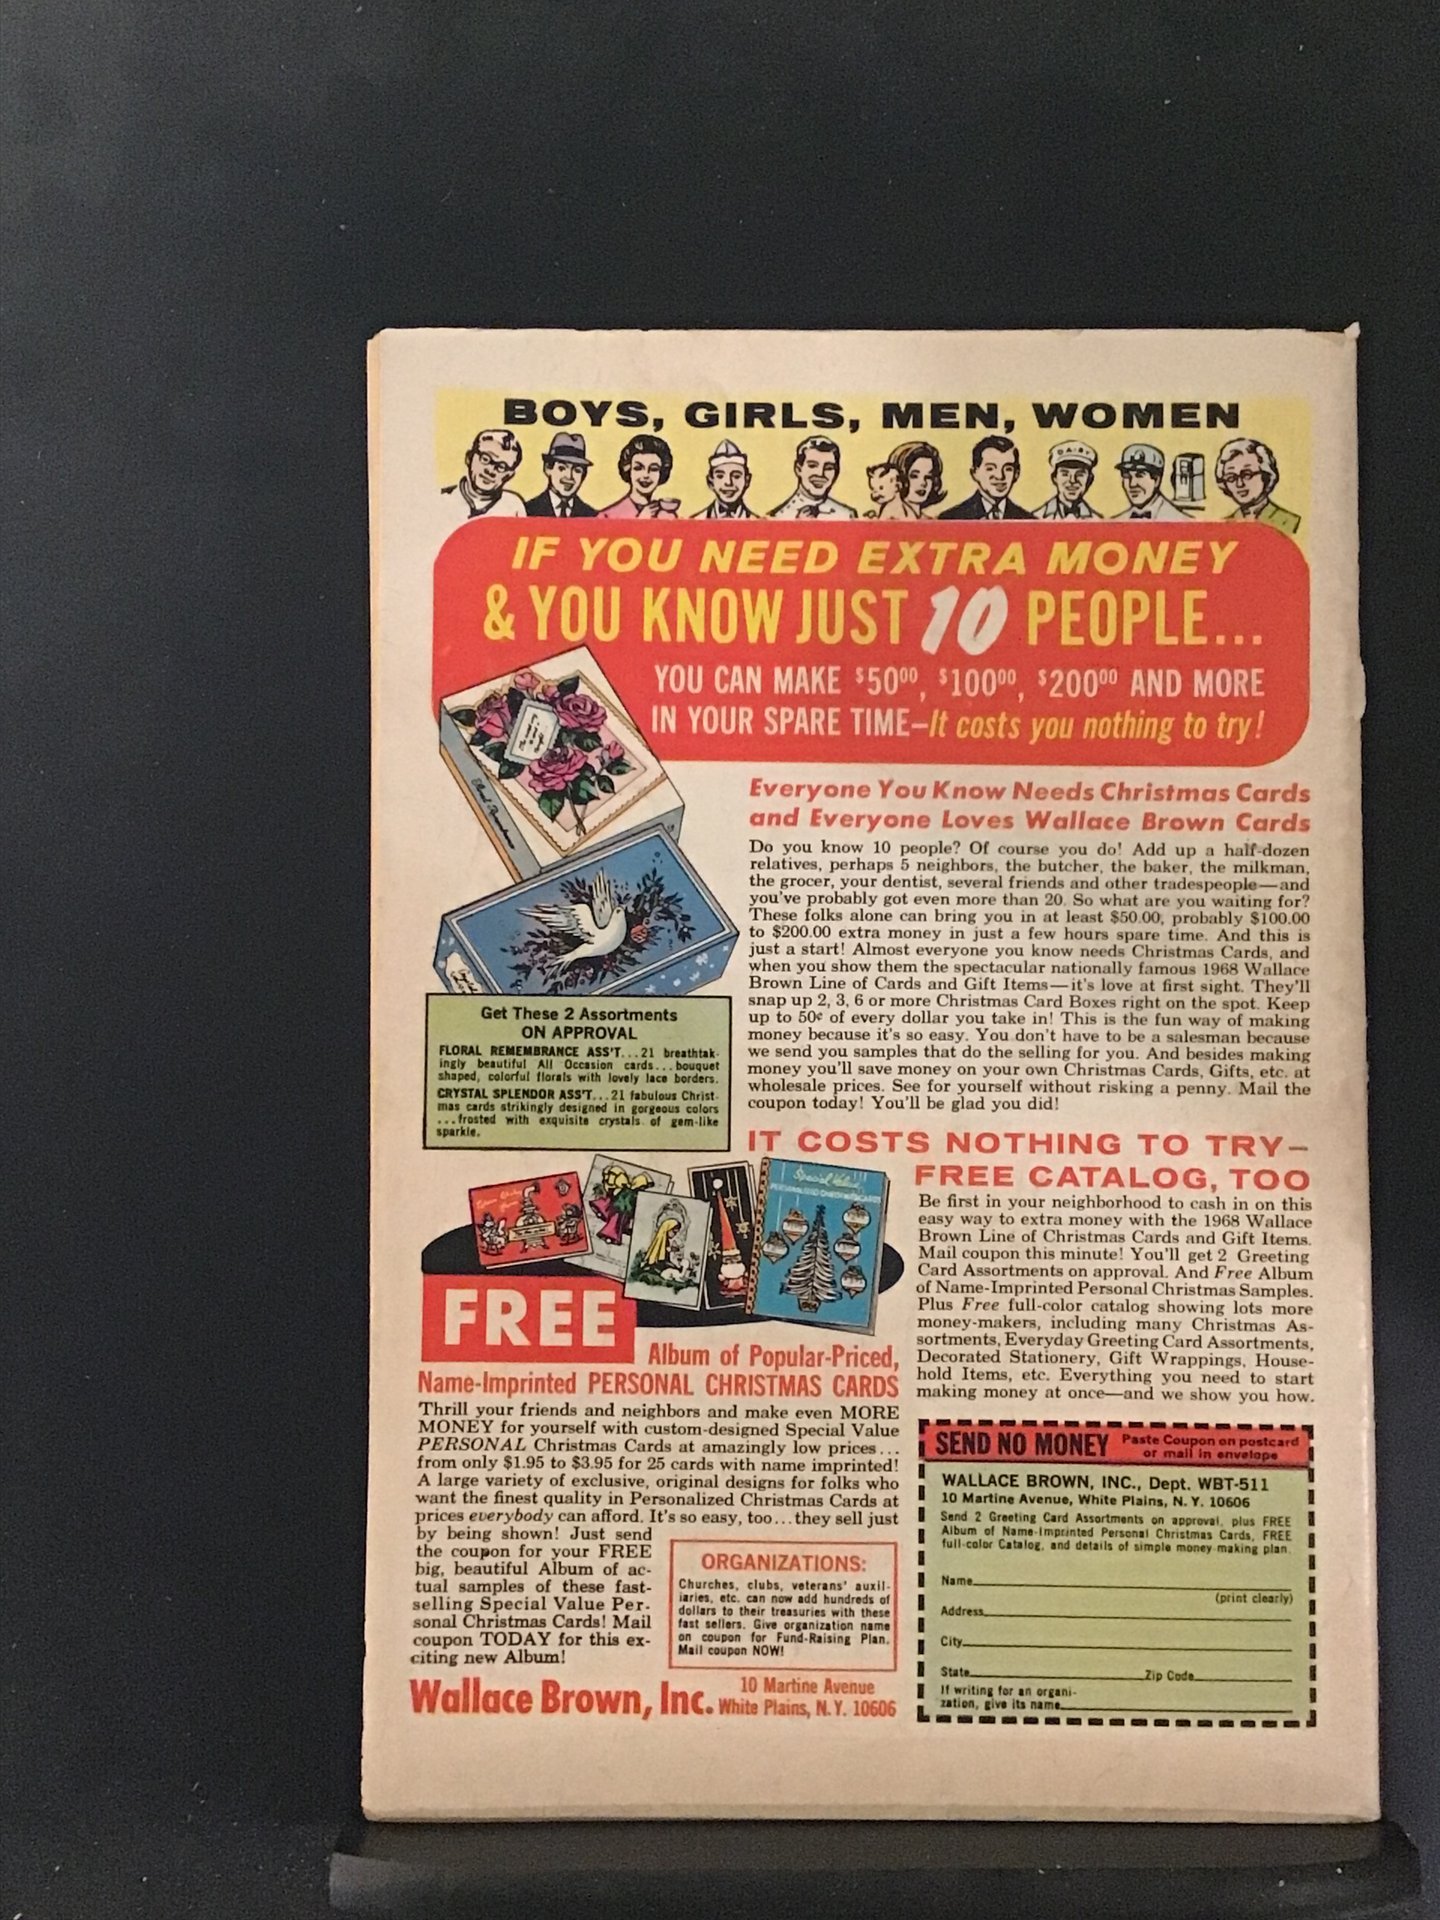 BOYS, GIRLS, MEN, WOMEN
DAIRY
IF YOU NEED EXTRA MONEY
& YOU KNOW JUST 10 PEOPLE...
YOU CAN MAKE $50⁰⁰, $100⁰⁰, $200⁰⁰ AND MORE
IN YOUR SPARE TIME—It costs you nothing to try!
Floral Remembrance
Everyone You Know Needs Christmas Cards
and Everyone Loves Wallace Brown Cards
Do you know 10 people? Of course you do! Add up a half-dozen
relatives, perhaps 5 neighbors, the butcher, the baker, the milkman,
the grocer, your dentist, several friends and other tradespeople—and
you've probably got even more than 20. So what are you waiting for?
These folks alone can bring you in at least $50.00, probably $100.00
to $200.00 extra money in just a few hours spare time. And this is
just a start! Almost everyone you know needs Christmas Cards, and
when you show them the spectacular nationally famous 1968 Wallace
Brown Line of Cards and Gift Items—it's love at first sight. They'll
snap up 2, 3, 6 or more Christmas Card Boxes right on the spot. Keep
up to 50¢ of every dollar you take in! This is the fun way of making
money because it's so easy. You don't have to be a salesman because
we send you samples that do the selling for you. And besides making
money you'll save money on your own Christmas Cards, Gifts, etc. at
wholesale prices. See for yourself without risking a penny. Mail the
coupon today! You'll be glad you did!
Get These 2 Assortments
ON APPROVAL
FLORAL REMEMBRANCE ASS'T...21 breathtak-
ingly beautiful All Occasion cards...bouquet
shaped, colorful florals with lovely lace borders.
CRYSTAL SPLENDOR ASS'T...21 fabulous Christ-
mas cards strikingly designed in gorgeous colors
...frosted with exquisite crystals of gem-like
sparkle.
IT COSTS NOTHING TO TRY—
FREE CATALOG, TOO
Be first in your neighborhood to cash in on this
easy way to extra money with the 1968 Wallace
Brown Line of Christmas Cards and Gift Items.
Mail coupon this minute! You'll get 2 Greeting
Card Assortments on approval. And Free Album
of Name-Imprinted Personal Christmas Samples.
Plus Free full-color catalog showing lots more
money-makers, including many Christmas As-
sortments, Everyday Greeting Card Assortments,
Decorated Stationery, Gift Wrappings, House-
hold Items, etc. Everything you need to start
making money at once—and we show you how.
Special Value
PERSONALIZED CHRISTMAS CARDS
FREE
Album of Popular-Priced,
Name-Imprinted PERSONAL CHRISTMAS CARDS
Thrill your friends and neighbors and make even MORE
MONEY for yourself with custom-designed Special Value
PERSONAL Christmas Cards at amazingly low prices...
from only $1.95 to $3.95 for 25 cards with name imprinted!
A large variety of exclusive, original designs for folks who
want the finest quality in Personalized Christmas Cards at
prices everybody can afford. It's so easy, too...they sell just
by being shown! Just send
the coupon for your FREE
big, beautiful Album of ac-
tual samples of these fast-
selling Special Value Per-
sonal Christmas Cards! Mail
coupon TODAY for this ex-
citing new Album!
ORGANIZATIONS:
Churches, clubs, veterans' auxil-
iaries, etc. can now add hundreds of
dollars to their treasuries with these
fast sellers. Give organization name
on coupon for Fund-Raising Plan.
Mail coupon NOW!
Wallace Brown, Inc. 10 Martine Avenue
White Plains, N.Y. 10606
SEND NO MONEY Paste Coupon on postcard
or mail in envelope
WALLACE BROWN, INC., Dept. WBT-511
10 Martine Avenue, White Plains, N. Y. 10606
Send 2 Greeting Card Assortments on approval, plus FREE
Album of Name-Imprinted Personal Christmas Cards, FREE
full-color Catalog, and details of simple money-making plan.
Name
(print clearly)
Address
City
State Zip Code
If writing for an organi-
zation, give its name